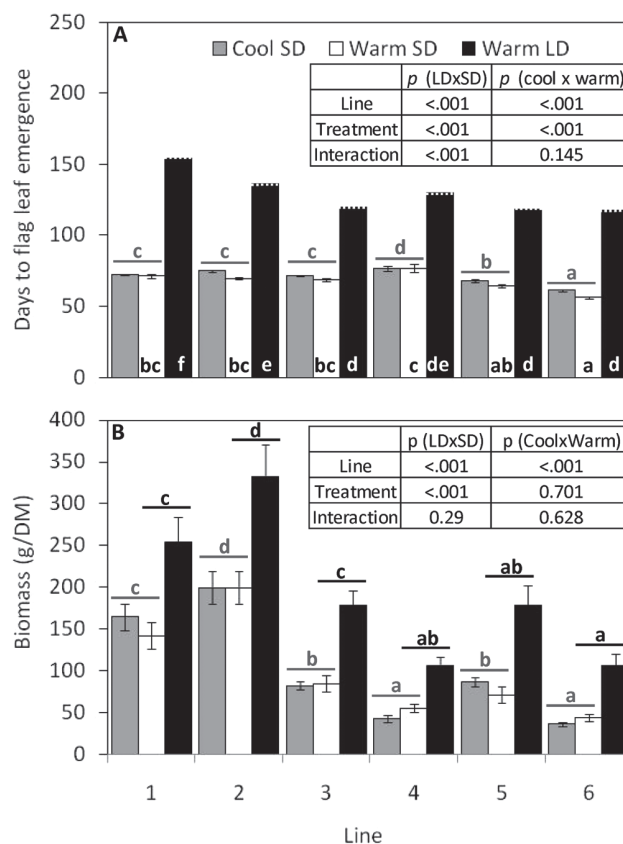 A
Cool SD Warm SD Warm LD
p (LDxSD) p (cool x warm)
Line <.001 <.001
Treatment <.001 <.001
Interaction <.001 0.145
Days to flag leaf emergence
250
200
150
100
50
0
c c c d b a
bc f bc e bc d c de ab d a d
B
p (LDxSD) p (CoolxWarm)
Line <.001 <.001
Treatment <.001 0.701
Interaction 0.29 0.628
Biomass (g/DM)
400
350
300
250
200
150
100
50
0
c d c ab ab a
c d b a b a
1 2 3 4 5 6
Line